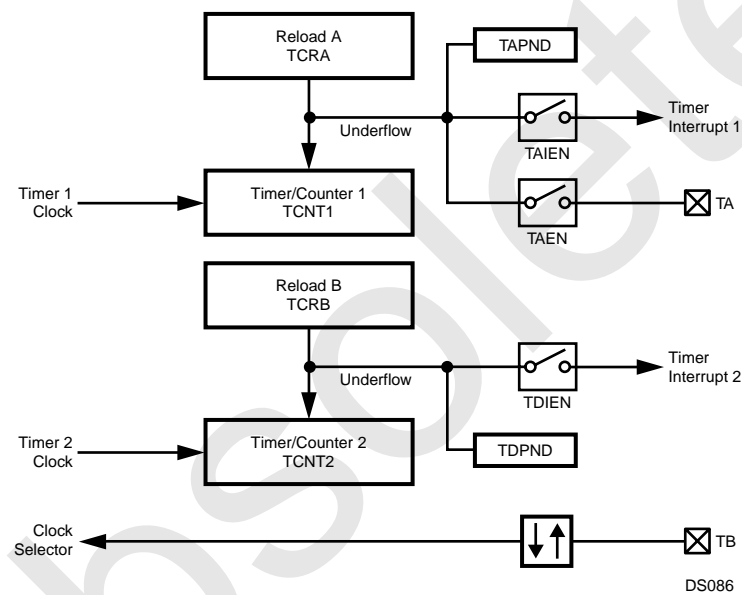 Reload A
TCRA
TAPND
Underflow
Timer
Interrupt 1
TAIEN
Timer 1
Clock
Timer/Counter 1
TCNT1
TAEN
TA
Reload B
TCRB
Underflow
Timer
Interrupt 2
TDIEN
Timer 2
Clock
Timer/Counter 2
TCNT2
TDPND
Clock
Selector
TB
DS086
obsolete